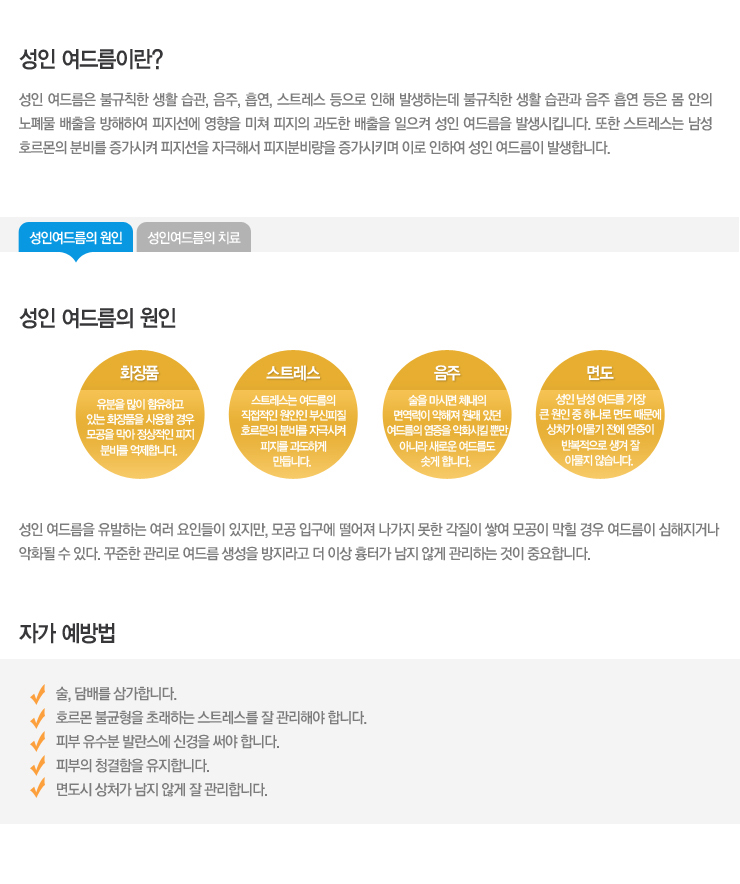 성인 여드름이란?
성인 여드름은 불규칙한 생활 습관, 음주, 흡연, 스트레스 등으로 인해 발생하는데 불규칙한 생활 습관과 음주 흡연 등은 몸 안의
노폐물 배출을 방해하여 피지선에 영향을 미쳐 피지의 과도한 배출을 일으켜 성인 여드름을 발생시킵니다. 또한 스트레스는 남성
호르몬의 분비를 증가시켜 피지선을 자극해서 피지분비량을 증가시키며 이로 인하여 성인 여드름이 발생합니다.
성인여드름의 원인
성인여드름의 치료
성인 여드름의 원인
화장품
유분을 많이 함유하고
있는 화장품을 사용할 경우
모공을 막아 정상적인 피지
분비를 억제합니다.
스트레스
스트레스는 여드름의
직접적인 원인인 부신피질
호르몬의 분비를 자극시켜
피지를 과도하게
만듭니다.
음주
술을 마시면 체내의
면역력이 약해져 원래 있던
여드름의 염증을 악화시킬 뿐만
아니라 새로운 여드름도
솟게 합니다.
면도
성인 남성 여드름 가장
큰 원인 중 하나로 면도 때문에
상처가 아물기 전에 염증이
반복적으로 생겨 잘
아물지 않습니다.
성인 여드름을 유발하는 여러 요인들이 있지만, 모공 입구에 떨어져 나가지 못한 각질이 쌓여 모공이 막힐 경우 여드름이 심해지거나
악화될 수 있다. 꾸준한 관리로 여드름 생성을 방지라고 더 이상 흉터가 남지 않게 관리하는 것이 중요합니다.
자가 예방법
술, 담배를 삼가합니다.
호르몬 불균형을 초래하는 스트레스를 잘 관리해야 합니다.
피부 유수분 발란스에 신경을 써야 합니다.
피부의 청결함을 유지합니다.
면도시 상처가 남지 않게 잘 관리합니다.